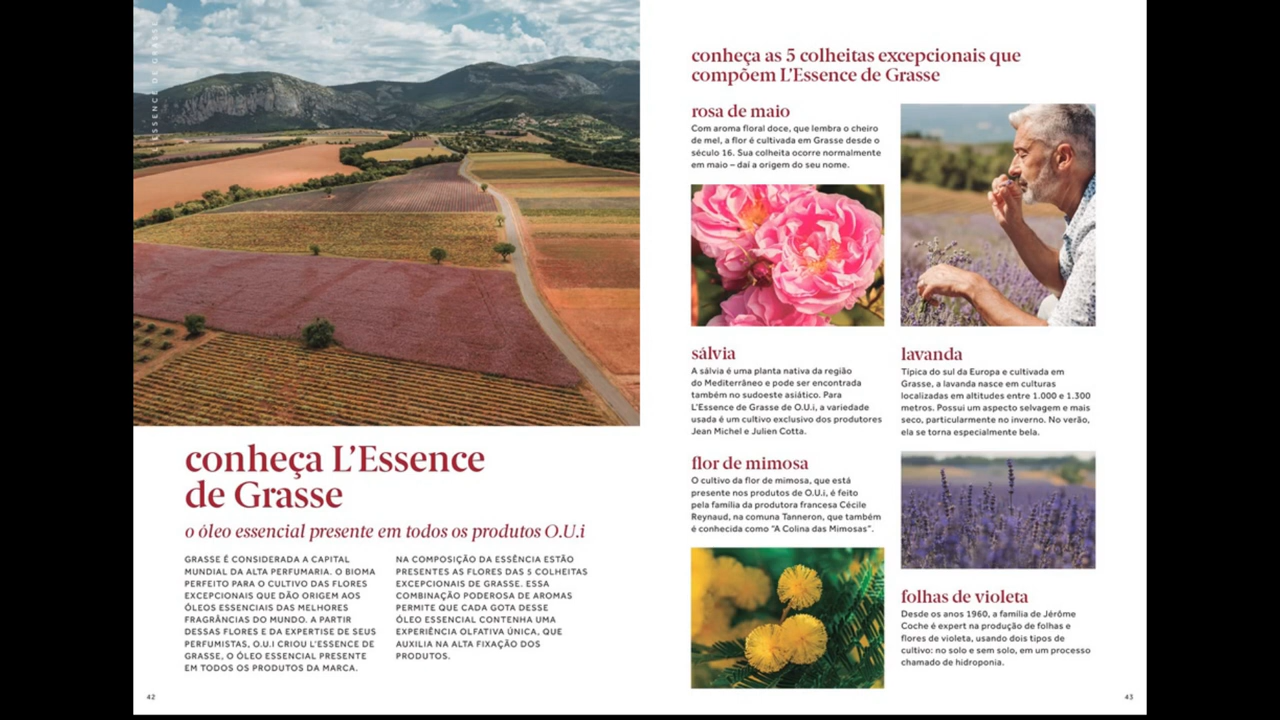 L'ESSENCE DE GRASSE
conheça L'Essence
de Grasse
o óleo essencial presente em todos os produtos O.U.i
GRASSE É CONSIDERADA A CAPITAL
MUNDIAL DA ALTA PERFUMARIA. O BIOMA
PERFEITO PARA O CULTIVO DAS FLORES
EXCEPCIONAIS QUE DÃO ORIGEM AOS
ÓLEOS ESSENCIAIS DAS MELHORES
FRAGRÂNCIAS DO MUNDO. A PARTIR
DESSAS FLORES E DA EXPERTISE DE SEUS
PERFUMISTAS, O.U.I CRIOU L'ESSENCE DE
GRASSE, O ÓLEO ESSENCIAL PRESENTE
EM TODOS OS PRODUTOS DA MARCA.
NA COMPOSIÇÃO DA ESSÊNCIA ESTÃO
PRESENTES AS FLORES DAS 5 COLHEITAS
EXCEPCIONAIS DE GRASSE. ESSA
COMBINAÇÃO PODEROSA DE AROMAS
PERMITE QUE CADA GOTA DESSE
ÓLEO ESSENCIAL CONTENHA UMA
EXPERIÊNCIA OLFATIVA ÚNICA, QUE
AUXILIA NA ALTA FIXAÇÃO DOS
PRODUTOS.
42
conheça as 5 colheitas excepcionais que
compõem L'Essence de Grasse
rosa de maio
Com aroma floral doce, que lembra o cheiro
de mel, a flor é cultivada em Grasse desde o
século 16. Sua colheita ocorre normalmente
em maio – daí a origem do seu nome.
sálvia
A sálvia é uma planta nativa da região
do Mediterrâneo e pode ser encontrada
também no sudoeste asiático. Para
L'Essence de Grasse de O.U.i, a variedade
usada é um cultivo exclusivo dos produtores
Jean Michel e Julien Cotta.
flor de mimosa
O cultivo da flor de mimosa, que está
presente nos produtos de O.U.i, é feito
pela família da produtora francesa Cécile
Reynaud, na comuna Tanneron, que também
é conhecida como "A Colina das Mimosas".
lavanda
Típica do sul da Europa e cultivada em
Grasse, a lavanda nasce em culturas
localizadas em altitudes entre 1.000 e 1.300
metros. Possui um aspecto selvagem e mais
seco, particularmente no inverno. No verão,
ela se torna especialmente bela.
folhas de violeta
Desde os anos 1960, a família de Jérôme
Coche é expert na produção de folhas e
flores de violeta, usando dois tipos de
cultivo: no solo e sem solo, em um processo
chamado de hidroponia.
43